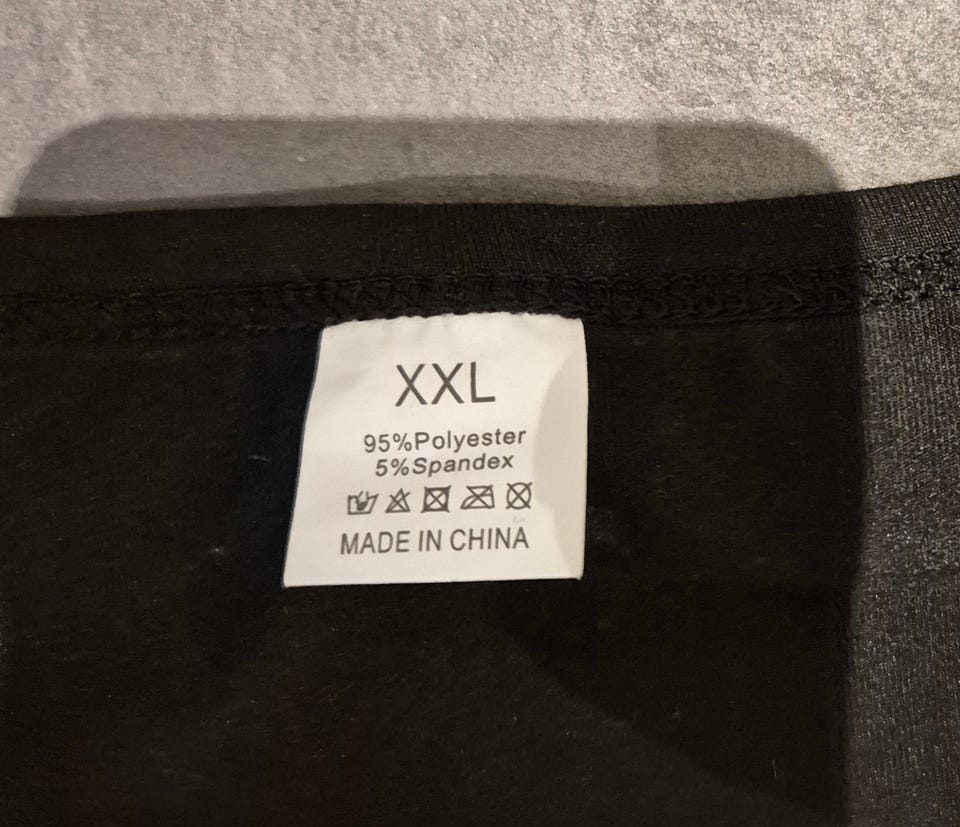 XXL
95%Polyester
5%Spandex
MADE IN CHINA